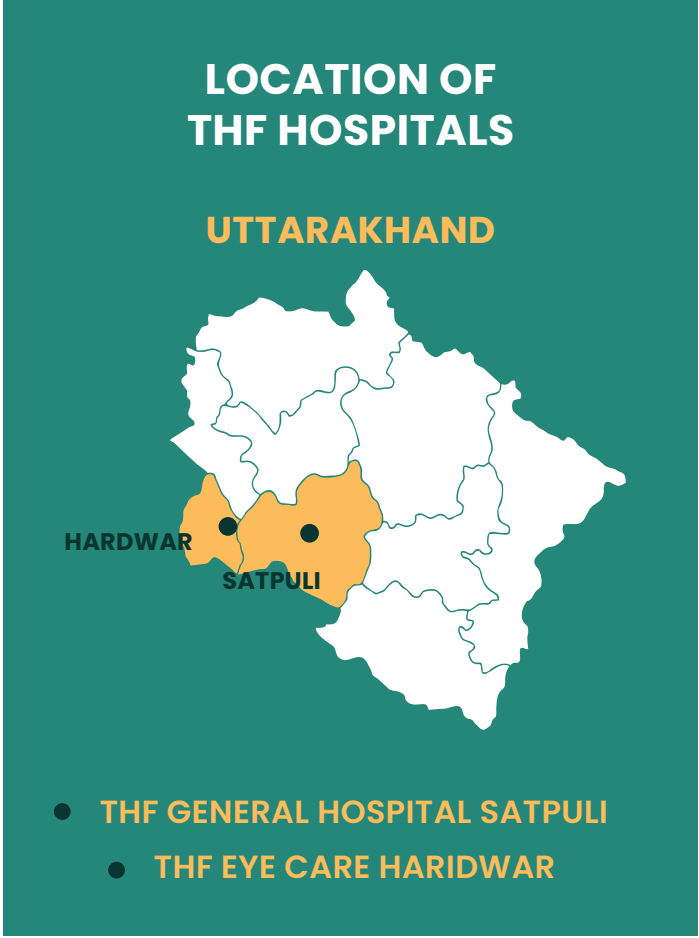 LOCATION OF
THF HOSPITALS
UTTARAKHAND
HARDWAR
SATPULI
THF GENERAL HOSPITAL SATPULI
THF EYE CARE HARIDWAR